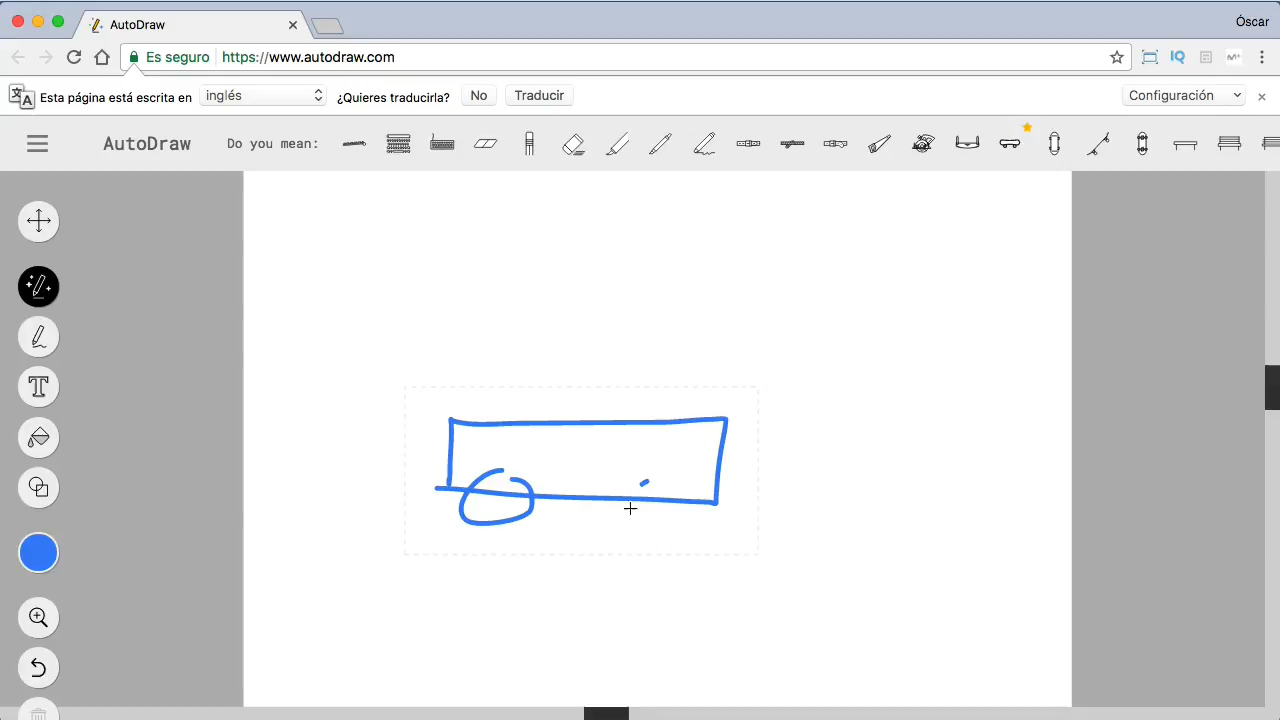 AutoDraw
Óscar
Es seguro https://www.autodraw.com
Esta página está escrita en inglés ¿Quieres traducirla? No Traducir Configuración
AutoDraw Do you mean: